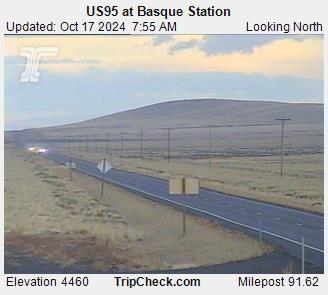 US95 at Basque Station
Updated: Oct 17 2024 7:55 AM Looking North
Elevation 4460 TripCheck.com Milepost 91.62